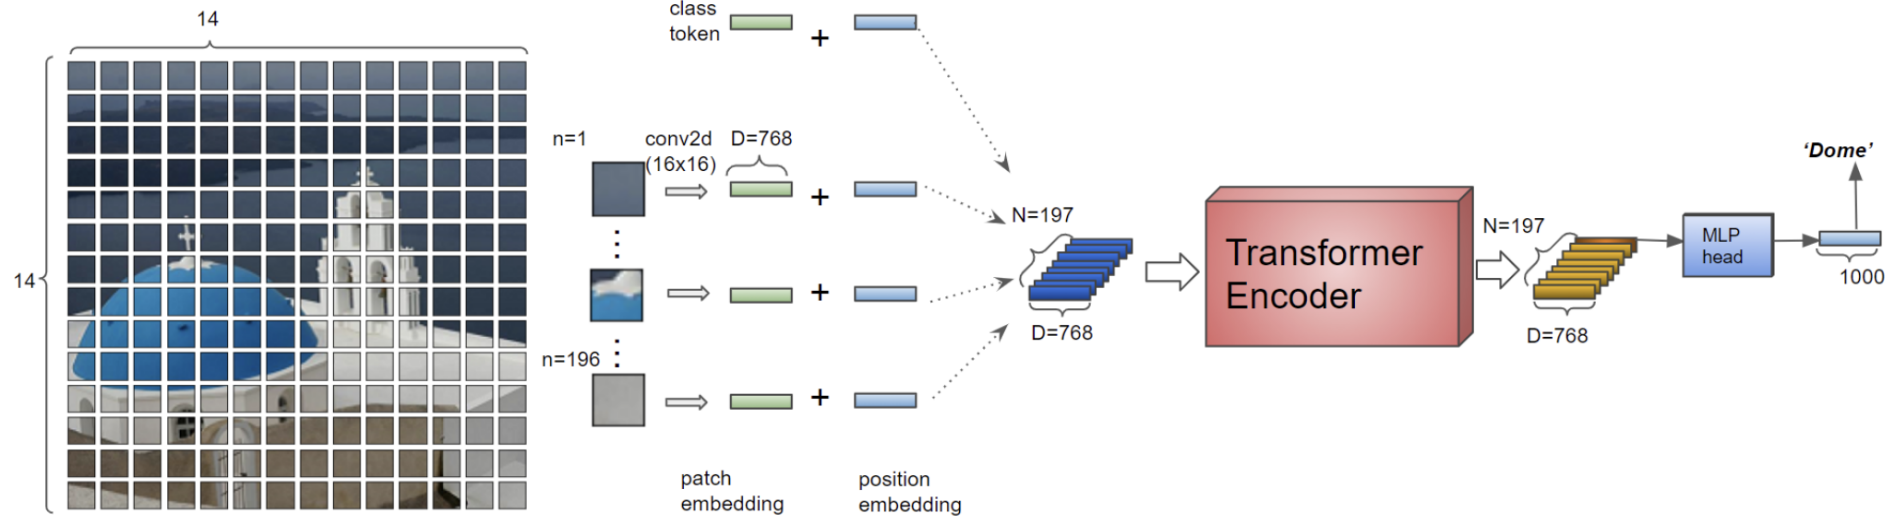 14
14
class
token
+
n=1
conv2d
(16x16)
D=768
+
⋮
+
n=196
⋮
+
patch
embedding
position
embedding
N=197
D=768
Transformer
Encoder
N=197
D=768
MLP
head
'Dome'
1000